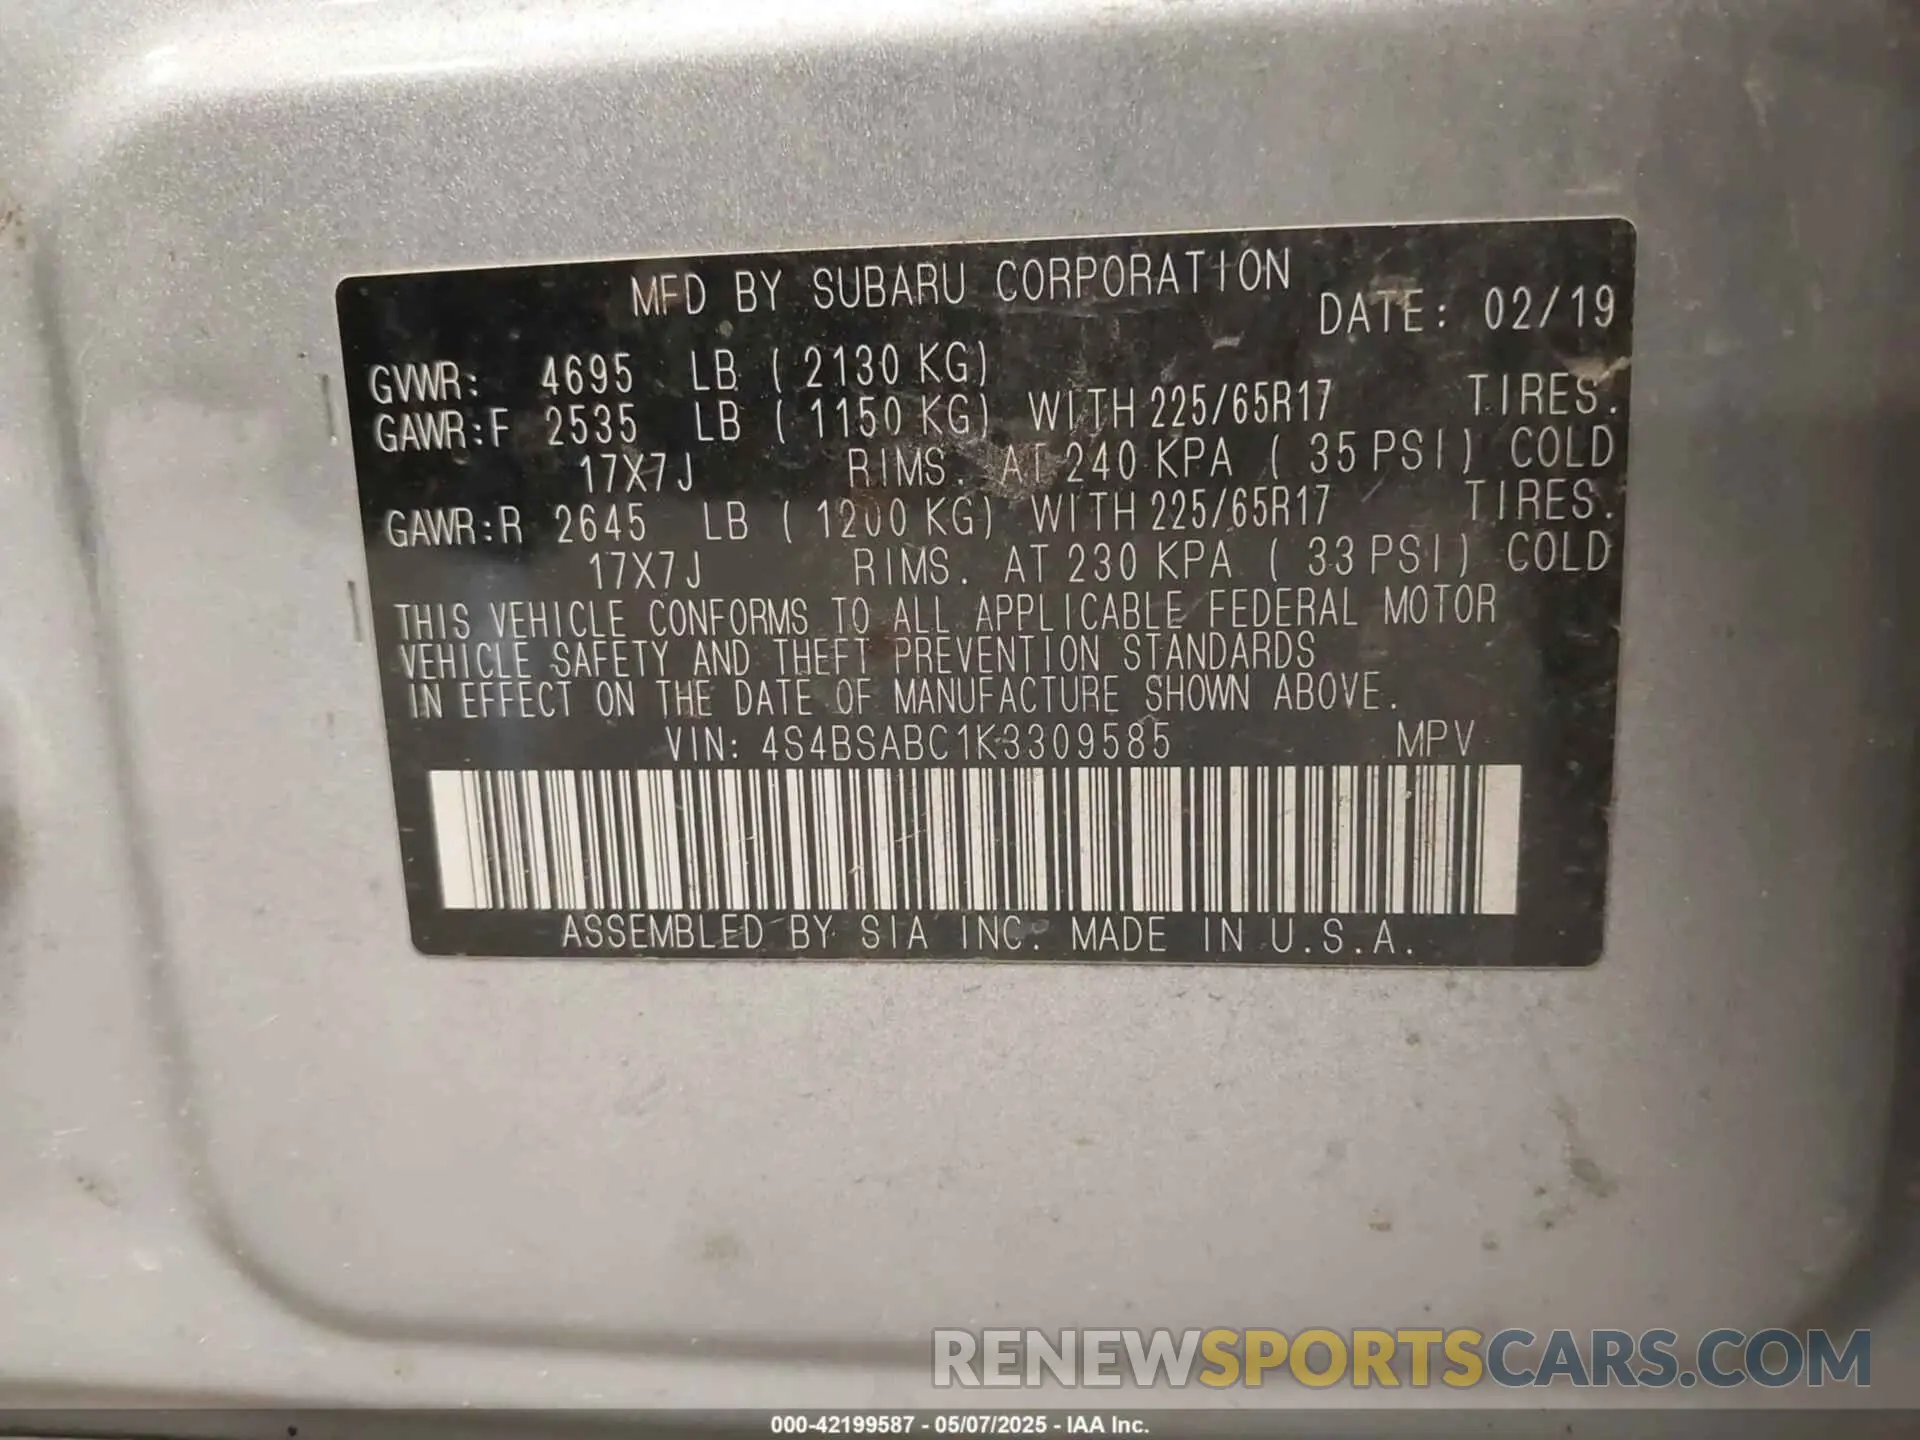 MFD BY SUBARU CORPORATION
DATE: 02/19
GVWR: 4695 LB ( 2130 KG)
GAWR:F 2535 LB ( 1150 KG) WITH 225/65R17 TIRES.
17X7J RIMS. AT 240 KPA ( 35 PSI) COLD
GAWR:R 2645 LB ( 1200 KG) WITH 225/65R17 TIRES.
17X7J RIMS. AT 230 KPA ( 33 PSI) COLD
THIS VEHICLE CONFORMS TO ALL APPLICABLE FEDERAL MOTOR
VEHICLE SAFETY AND THEFT PREVENTION STANDARDS
IN EFFECT ON THE DATE OF MANUFACTURE SHOWN ABOVE.
VIN: 4S4BSABC1K3309585 MPV
ASSEMBLED BY SIA INC. MADE IN U.S.A.
RENEWSPORTSCARS.COM
000-42199587 - 05/07/2025 - IAA Inc.